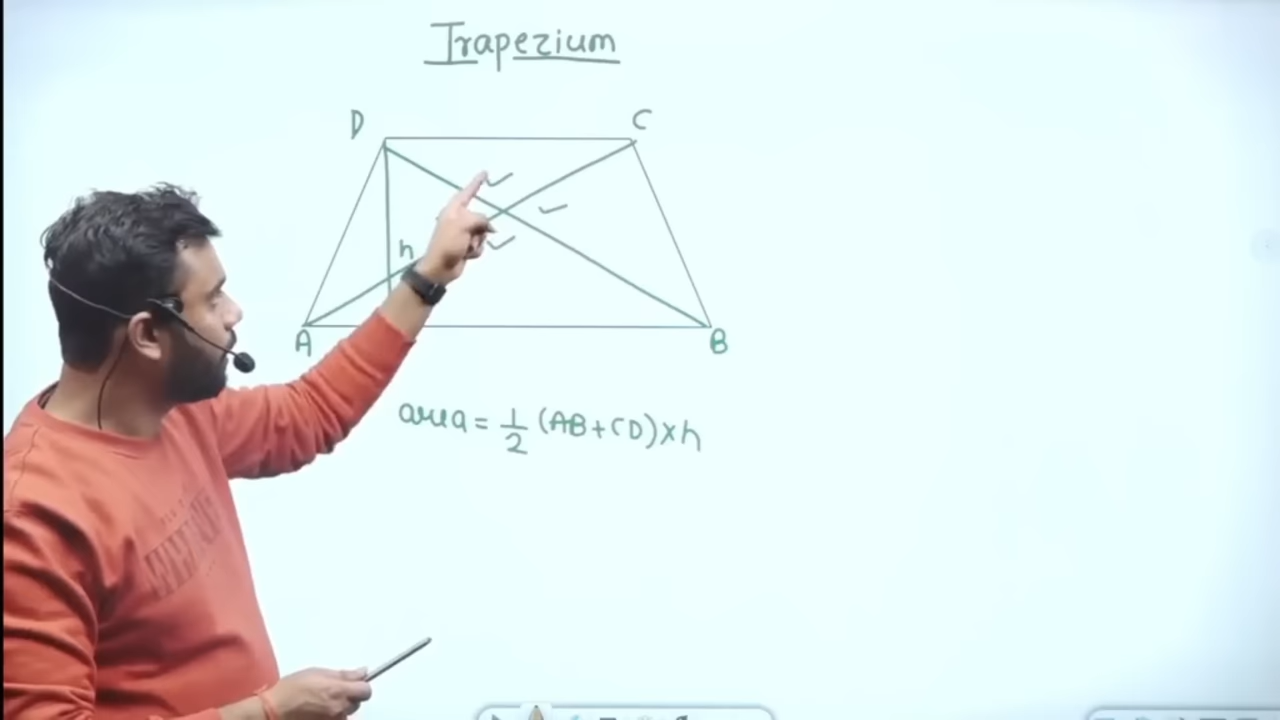 Trapezium
D C
h
A B
area = 1/2 (AB+CD)×h